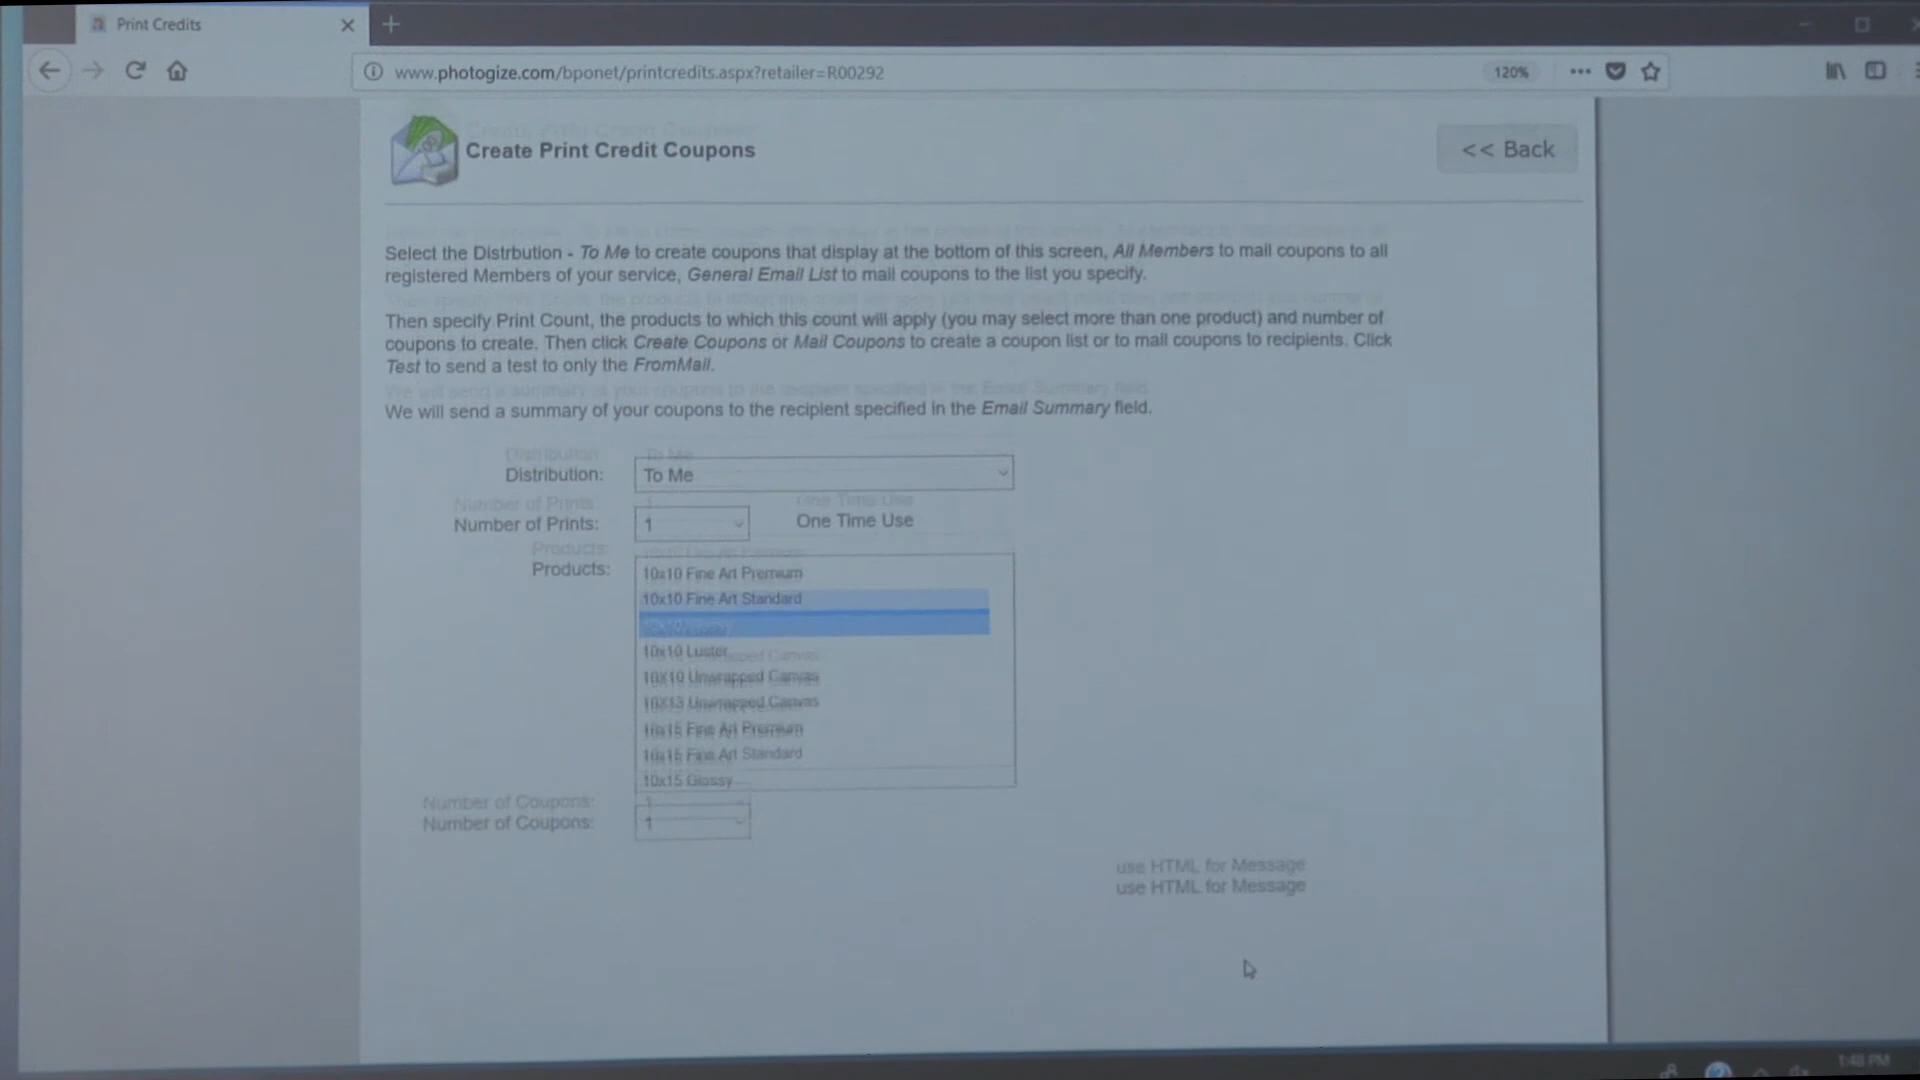 Print Credits
www.photogize.com/bponet/printcredits.aspx?retailer=R00292
120%
Create Print Credit Coupons
<< Back
Select the Distrbution - To Me to create coupons that display at the bottom of this screen, All Members to mail coupons to all
registered Members of your service, General Email List to mail coupons to the list you specify.
Then specify Print Count, the products to which this count will apply (you may select more than one product) and number of
coupons to create. Then click Create Coupons or Mail Coupons to create a coupon list or to mail coupons to recipients. Click
Test to send a test to only the FromMail.
We will send a summary of your coupons to the recipient specified in the Email Summary field.
Distribution: To Me
Number of Prints: 1 One Time Use
Products:
10x10 Fine Art Premium
10x10 Fine Art Standard
10x10 Luster
10X10 Unwrapped Canvas
10X13 Unwrapped Canvas
10x15 Fine Art Premium
10x15 Fine Art Standard
10x15 Glossy
Number of Coupons: 1
use HTML for Message
1:48 PM